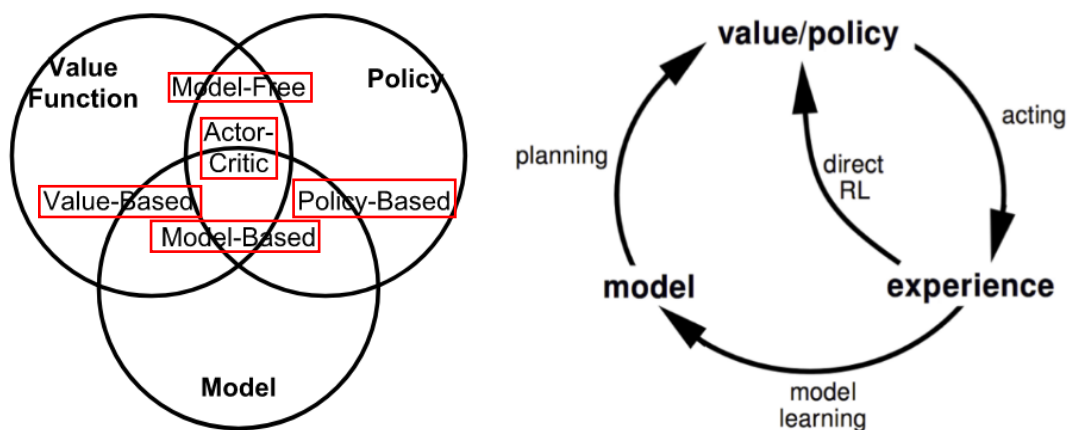 Value
Function
Policy
Model-Free
Actor-
Critic
Value-Based
Policy-Based
Model-Based
Model
value/policy
acting
planning
direct
RL
model
experience
model
learning